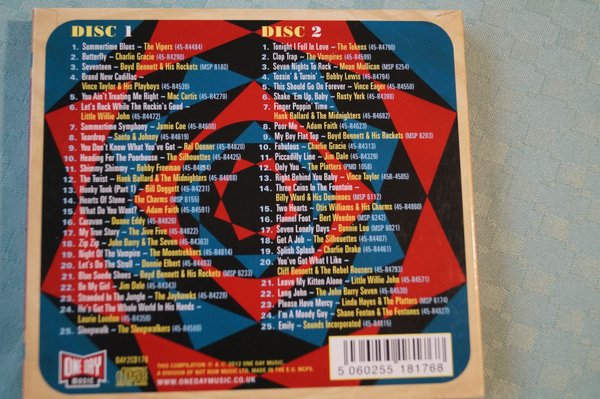 DISC 1
1. Summertime Blues ~ The Vipers (45-R4484)
2. Butterfly ~ Charlie Gracie (45-R4290)
3. Seventeen ~ Boyd Bennett & His Rockets (MSP 6180)
4. Brand New Cadillac ~
Vince Taylor & His Playboys (45-R4539)
5. You Ain't Treating Me Right ~ Mac Curtis (45-R4279)
6. Let's Rock While The Rockin's Good ~
Little Willie John (45-R4472)
7. Summertime Symphony ~ Jamie Coe (45-R4600)
8. Teardrop ~ Santo & Johnny (45-R4619)
9. You Don't Know What You've Got ~ Ral Donner (45-R4820)
10. Heading For The Poorhouse ~ The Silhouettes (45-R4425)
11. Shimmy Shimmy ~ Bobby Freeman
12. The Twist ~ Hank Ballard & The Midnighters (45-R4688)
13. Honky Tonk (Part 1) ~ Bill Doggett (45-R4231)
14. Hearts Of Stone ~ The Charms (MSP 6155)
15. What Do You Want? ~ Adam Faith (45-R4591)
16. Caravan ~ Duane Eddy (45-R4826)
17. My True Story ~ The Jive Five (45-R4822)
18. Zip Zip ~ John Barry & The Seven (45-R4363)
19. Night Of The Vampire ~ The Moontrekkers (45-R4814)
20. Let's Do The Stroll ~ Donnie Elbert (45-R4403)
21. Blue Suede Shoes ~ Boyd Bennett & His Rockets (MSP 6233)
22. Be My Girl ~ Jim Dale (45-R4343)
23. Stranded In The Jungle ~ The Jayhawks (45-R4228)
24. He's Got The Whole World In His Hands ~
Laurie London (45-R4359)
25. Sleepwalk ~ The Sleepwalkers (45-R4580)
DISC 2
1. Tonight I Fell In Love ~ The Tokens (45-R4790)
2. Clap Trap ~ The Vampires (45-R4599)
3. Seven Nights To Rock ~ Moon Mullican (MSP 6254)
4. Tossin' & Turnin' ~ Bobby Lewis (45-R4794)
5. This Should Go On Forever ~ Vince Eager (45-R4550)
6. Shake 'Em Up, Baby ~ Rusty York (45-R4398)
7. Finger Poppin' Time ~
Hank Ballard & The Midnighters (45-R4682)
8. Poor Me ~ Adam Faith (45-R4623)
9. My Boy Flat Top ~ Boyd Bennett & His Rockets (MSP 6203)
10. Fabulous ~ Charlie Gracie (45-R4313)
11. Piccadilly Line ~ Jim Dale (45-R4329)
12. Only You ~ The Platters (PMD 1058)
13. Right Behind You Baby ~ Vince Taylor (45R-4505)
14. Three Coins In The Fountain ~
Billy Ward & His Dominoes (MSP 6117)
15. Two Hearts ~ Otis Williams & His Charms (45-R4860)
16. Flannel Foot ~ Bert Weedon (MSP 6242)
17. Seven Lonely Days ~ Bonnie Lou (MSP 6021)
18. Get A Job ~ The Silhouettes (45-R4407)
19. Splish Splash ~ Charlie Drake (45-R4461)
20. You've Got What I Like ~
Cliff Bennett & The Rebel Rousers (45-R4793)
21. Leave My Kitten Alone ~ Little Willie John (45-R4571)
22. Long John ~ The John Barry Seven (45-R4530)
23. Please Have Mercy ~ Linda Hayes & The Platters (MSP 6174)
24. I'm A Moody Guy ~ Shane Fenton & The Fentones (45-R4827)
25. Emily ~ Sounds Incorporated (45-R4815)
ONE DAY
MUSIC
DAY2CD176
THIS COMPILATION ℗ & © 2012 ONE DAY MUSIC.
A DIVISION OF NOT NOW MUSIC LTD. MADE IN THE E.U. MCPS.
WWW.ONEDAYMUSIC.CO.UK
5 060255 181768